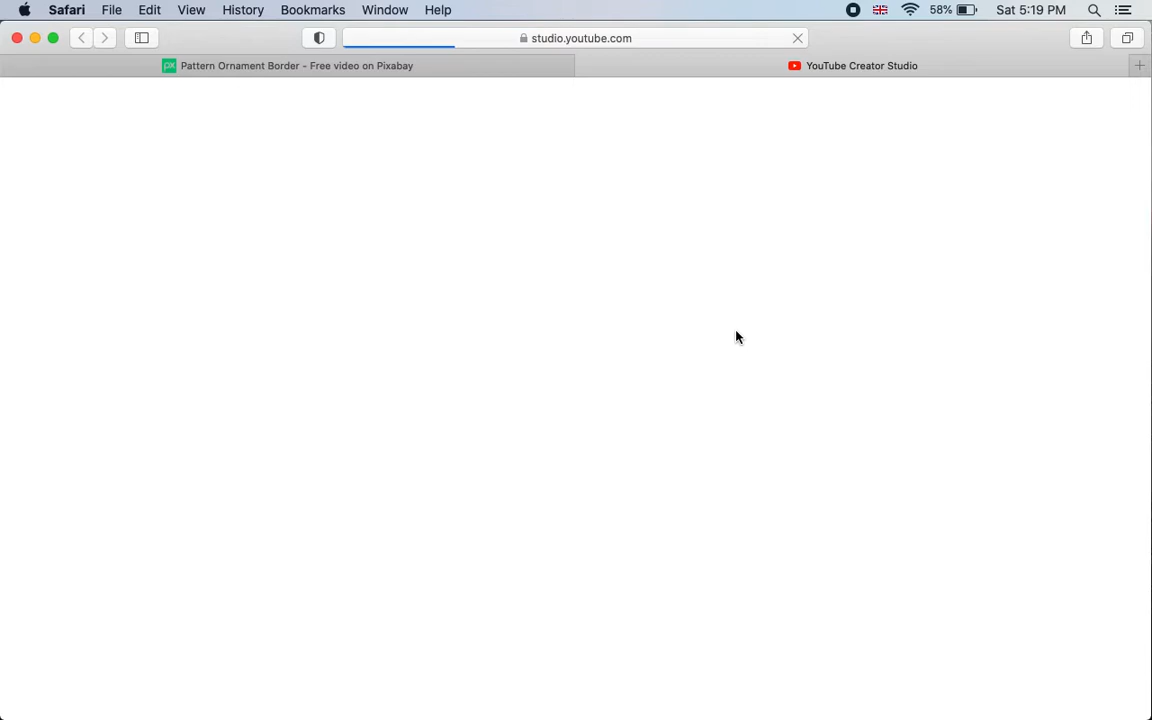 Safari File Edit View History Bookmarks Window Help 58% Sat 5:19 PM
studio.youtube.com
px Pattern Ornament Border - Free video on Pixabay YouTube Creator Studio